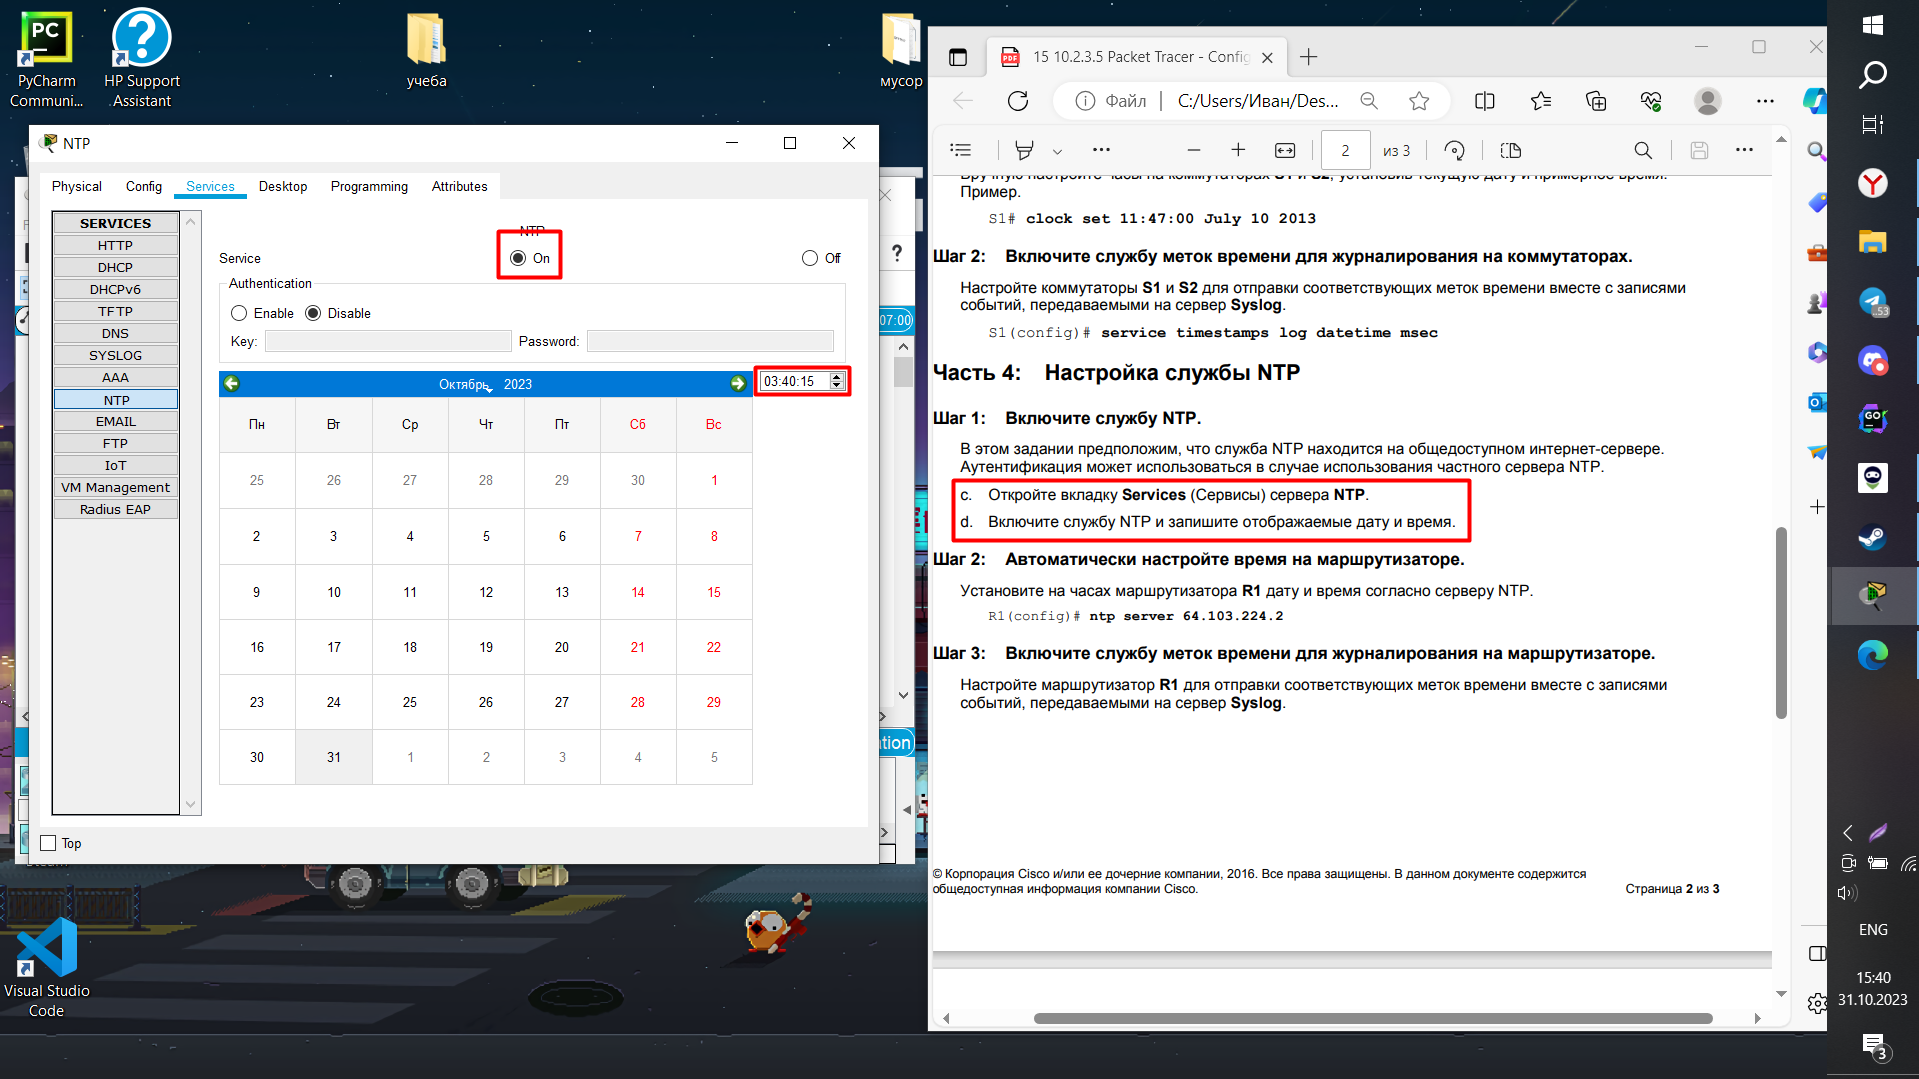 PyCharm
Communi...
HP Support
Assistant
учеба
мусор
NTP
Physical
Config
Services
Desktop
Programming
Attributes
SERVICES
HTTP
DHCP
DHCPv6
TFTP
DNS
SYSLOG
AAA
NTP
EMAIL
FTP
IoT
VM Management
Radius EAP
NTP
Service
On
Off
Authentication
Enable
Disable
Key:
Password:
Октябрь 2023
03:40:15
Пн Вт Ср Чт Пт Сб Вс
25 26 27 28 29 30 1
2 3 4 5 6 7 8
9 10 11 12 13 14 15
16 17 18 19 20 21 22
23 24 25 26 27 28 29
30 31 1 2 3 4 5
Top
?
07:00
Visual Studio
Code
15 10.2.3.5 Packet Tracer - Config
Файл
C:/Users/Иван/Des...
2 из 3
Вручную настройте часы на коммутаторах S1 и S2, установив текущую дату и примерное время.
Пример.
S1# clock set 11:47:00 July 10 2013
Шаг 2: Включите службу меток времени для журналирования на коммутаторах.
Настройте коммутаторы S1 и S2 для отправки соответствующих меток времени вместе с записями
событий, передаваемыми на сервер Syslog.
S1(config)# service timestamps log datetime msec
Часть 4: Настройка службы NTP
Шаг 1: Включите службу NTP.
В этом задании предположим, что служба NTP находится на общедоступном интернет-сервере.
Аутентификация может использоваться в случае использования частного сервера NTP.
c. Откройте вкладку Services (Сервисы) сервера NTP.
d. Включите службу NTP и запишите отображаемые дату и время.
Шаг 2: Автоматически настройте время на маршрутизаторе.
Установите на часах маршрутизатора R1 дату и время согласно серверу NTP.
R1(config)# ntp server 64.103.224.2
Шаг 3: Включите службу меток времени для журналирования на маршрутизаторе.
Настройте маршрутизатор R1 для отправки соответствующих меток времени вместе с записями
событий, передаваемыми на сервер Syslog.
© Корпорация Cisco и/или ее дочерние компании, 2016. Все права защищены. В данном документе содержится
общедоступная информация компании Cisco.
Страница 2 из 3
ENG
15:40
31.10.2023
3